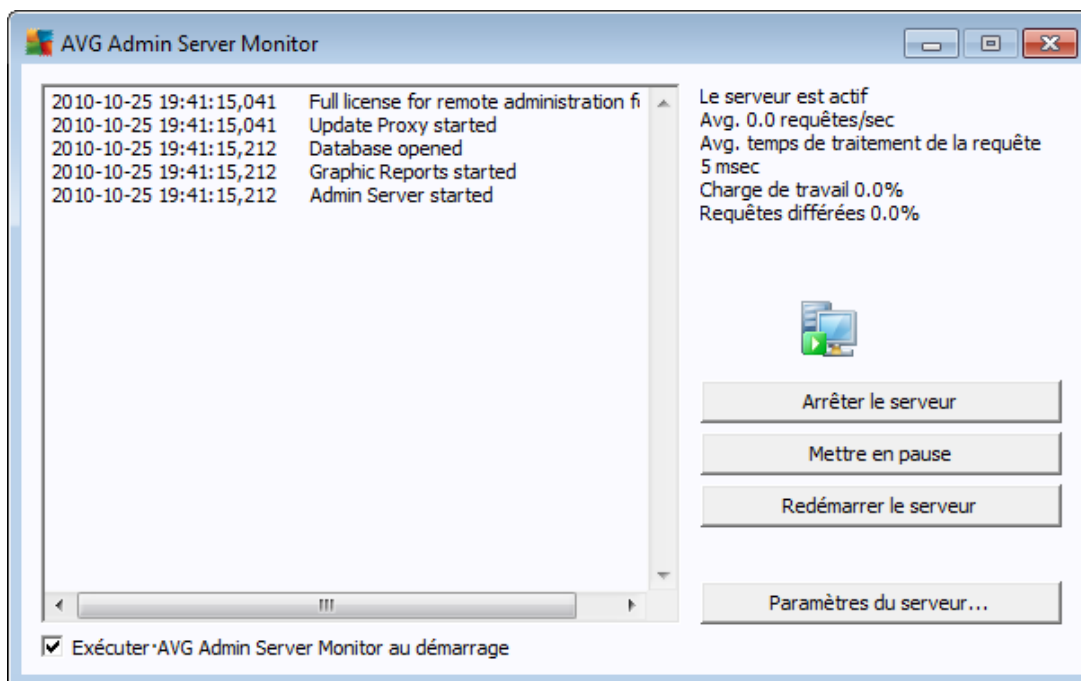 AVG Admin Server Monitor
2010-10-25 19:41:15,041 Full license for remote administration
2010-10-25 19:41:15,041 Update Proxy started
2010-10-25 19:41:15,212 Database opened
2010-10-25 19:41:15,212 Graphic Reports started
2010-10-25 19:41:15,212 Admin Server started
Le serveur est actif
Avg. 0.0 requêtes/sec
Avg. temps de traitement de la requête
5 msec
Charge de travail 0.0%
Requêtes différées 0.0%
Arrêter le serveur
Mettre en pause
Redémarrer le serveur
Paramètres du serveur...
Exécuter·AVG Admin Server Monitor au démarrage